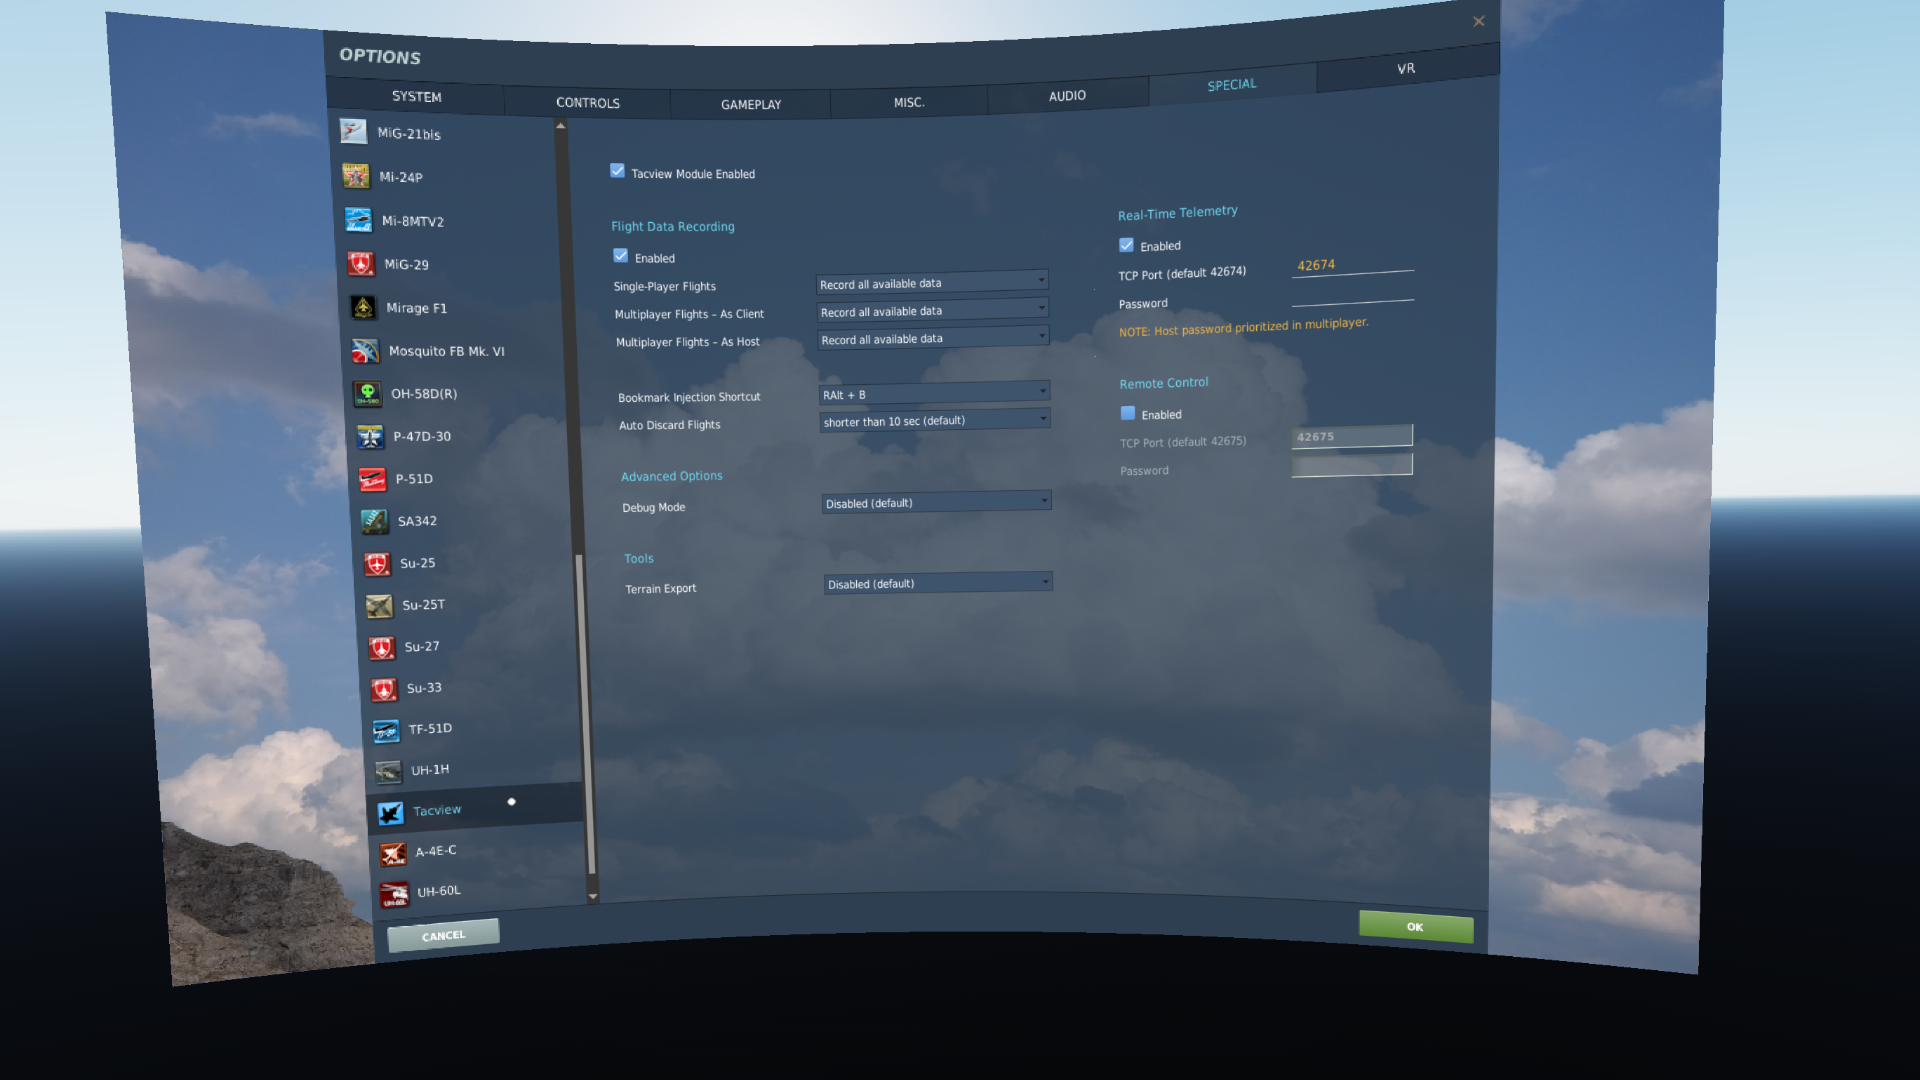 OPTIONS
SYSTEM
CONTROLS
GAMEPLAY
MISC.
AUDIO
SPECIAL
VR
MiG-21bis
Mi-24P
Mi-8MTV2
MiG-29
Mirage F1
Mosquito FB Mk. VI
OH-58D(R)
P-47D-30
P-51D
SA342
Su-25
Su-25T
Su-27
Su-33
TF-51D
UH-1H
Tacview
A-4E-C
UH-60L
Tacview Module Enabled
Flight Data Recording
Enabled
Single-Player Flights Record all available data
Multiplayer Flights – As Client Record all available data
Multiplayer Flights – As Host Record all available data
Bookmark Injection Shortcut RAlt + B
Auto Discard Flights shorter than 10 sec (default)
Advanced Options
Debug Mode Disabled (default)
Tools
Terrain Export Disabled (default)
Real-Time Telemetry
Enabled
TCP Port (default 42674) 42674
Password
NOTE: Host password prioritized in multiplayer.
Remote Control
Enabled
TCP Port (default 42675) 42675
Password
CANCEL
OK